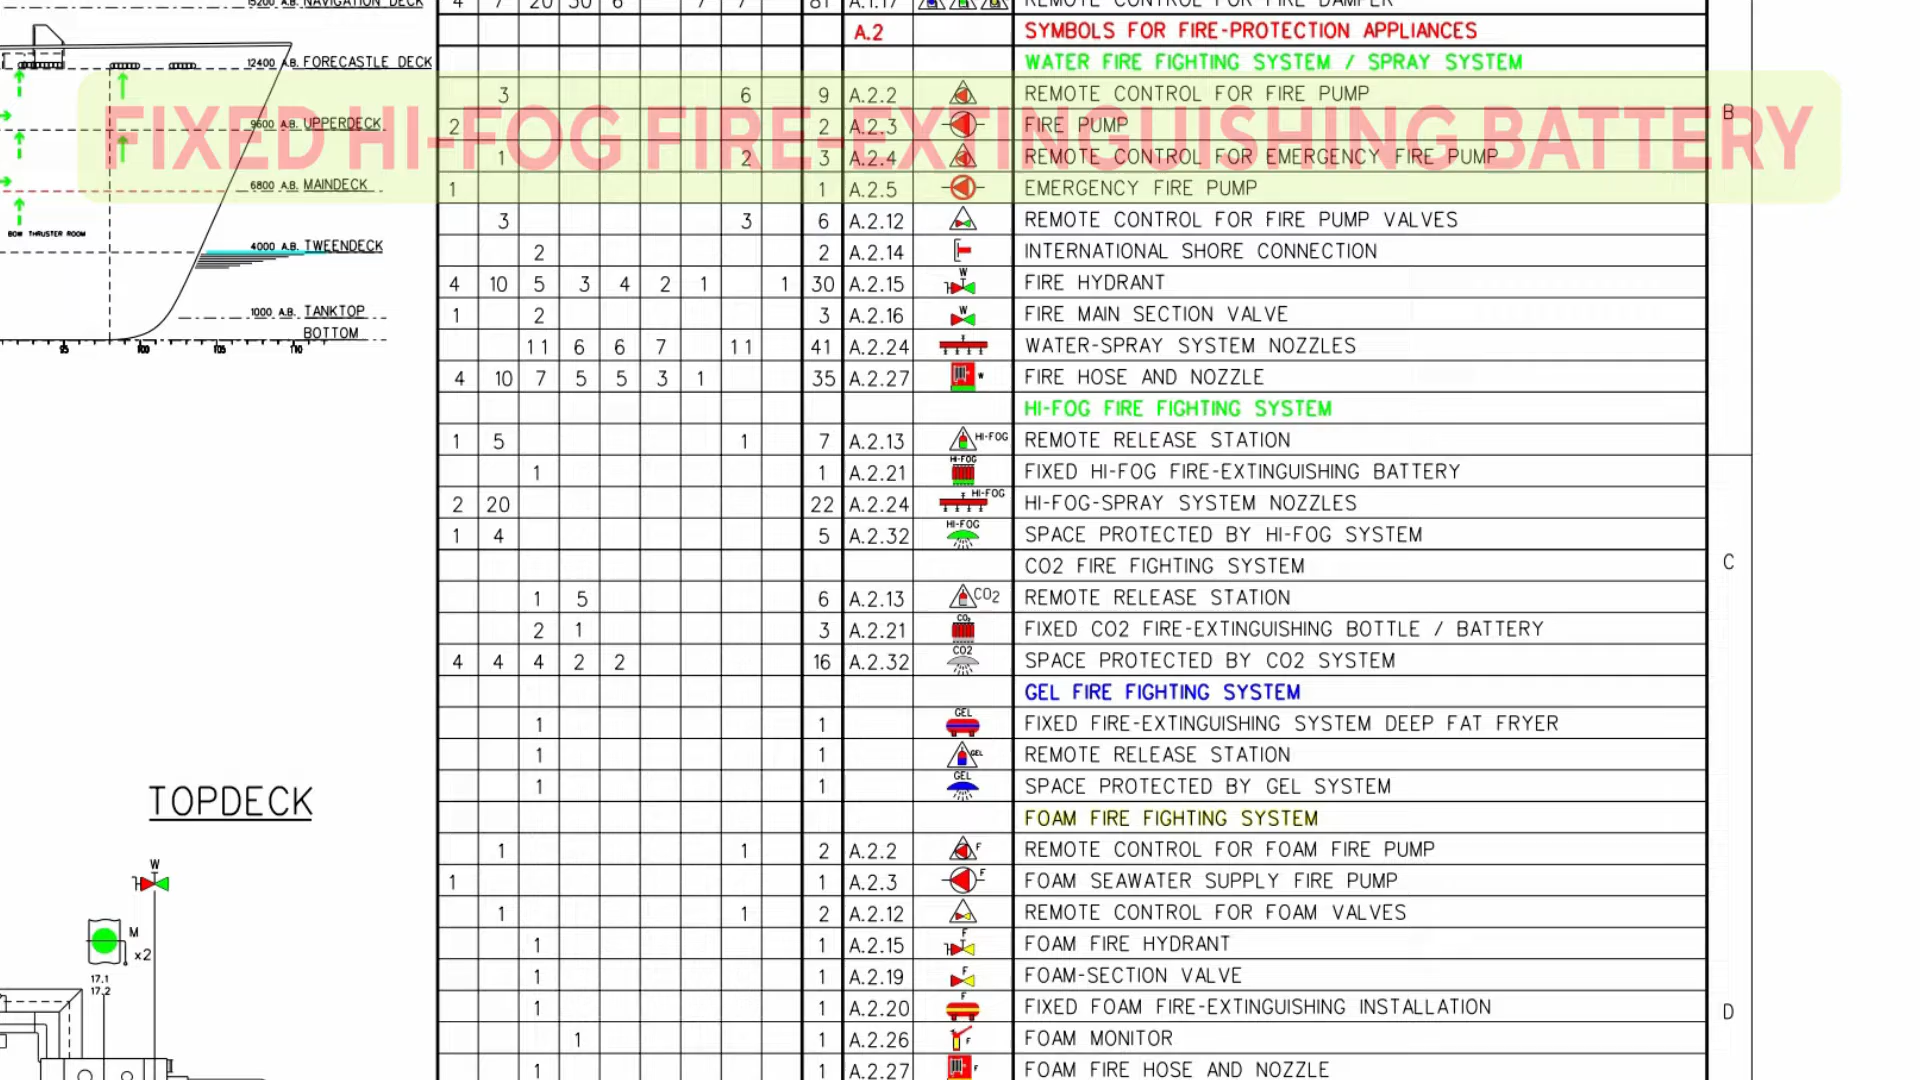 15200 A.B. NAVIGATION DECK
12400 A.B. FORECASTLE DECK
9600 A.B. UPPERDECK
6800 A.B. MAINDECK
BOW THRUSTER ROOM
4000 A.B. TWEENDECK
1000 A.B. TANKTOP
BOTTOM
95 100 105 110
FIXED HI-FOG FIRE-EXTINGUISHING BATTERY
4 7 20 30 6 7 7 81 A.1.17 REMOTE CONTROL FOR FIRE DAMPER
A.2 SYMBOLS FOR FIRE-PROTECTION APPLIANCES
WATER FIRE FIGHTING SYSTEM / SPRAY SYSTEM
3 6 9 A.2.2 REMOTE CONTROL FOR FIRE PUMP
2 2 A.2.3 FIRE PUMP
1 2 3 A.2.4 REMOTE CONTROL FOR EMERGENCY FIRE PUMP
1 1 A.2.5 EMERGENCY FIRE PUMP
3 3 6 A.2.12 REMOTE CONTROL FOR FIRE PUMP VALVES
2 2 A.2.14 INTERNATIONAL SHORE CONNECTION
4 10 5 3 4 2 1 1 30 A.2.15 W FIRE HYDRANT
1 2 3 A.2.16 W FIRE MAIN SECTION VALVE
11 6 6 7 11 41 A.2.24 WATER-SPRAY SYSTEM NOZZLES
4 10 7 5 5 3 1 35 A.2.27 W FIRE HOSE AND NOZZLE
HI-FOG FIRE FIGHTING SYSTEM
1 5 1 7 A.2.13 HI-FOG REMOTE RELEASE STATION
1 1 A.2.21 HI-FOG FIXED HI-FOG FIRE-EXTINGUISHING BATTERY
2 20 22 A.2.24 HI-FOG HI-FOG-SPRAY SYSTEM NOZZLES
1 4 5 A.2.32 HI-FOG SPACE PROTECTED BY HI-FOG SYSTEM
CO2 FIRE FIGHTING SYSTEM
1 5 6 A.2.13 CO2 REMOTE RELEASE STATION
2 1 3 A.2.21 CO2 FIXED CO2 FIRE-EXTINGUISHING BOTTLE / BATTERY
4 4 4 2 2 16 A.2.32 CO2 SPACE PROTECTED BY CO2 SYSTEM
GEL FIRE FIGHTING SYSTEM
1 1 GEL FIXED FIRE-EXTINGUISHING SYSTEM DEEP FAT FRYER
1 1 GEL REMOTE RELEASE STATION
1 1 GEL SPACE PROTECTED BY GEL SYSTEM
FOAM FIRE FIGHTING SYSTEM
1 1 2 A.2.2 F REMOTE CONTROL FOR FOAM FIRE PUMP
1 1 A.2.3 F FOAM SEAWATER SUPPLY FIRE PUMP
1 1 2 A.2.12 REMOTE CONTROL FOR FOAM VALVES
1 1 A.2.15 F FOAM FIRE HYDRANT
1 1 A.2.19 F FOAM-SECTION VALVE
1 1 A.2.20 F FIXED FOAM FIRE-EXTINGUISHING INSTALLATION
1 1 A.2.26 F FOAM MONITOR
1 1 A.2.27 F FOAM FIRE HOSE AND NOZZLE
B
C
D
TOPDECK
W
M
x2
17.1
17.2